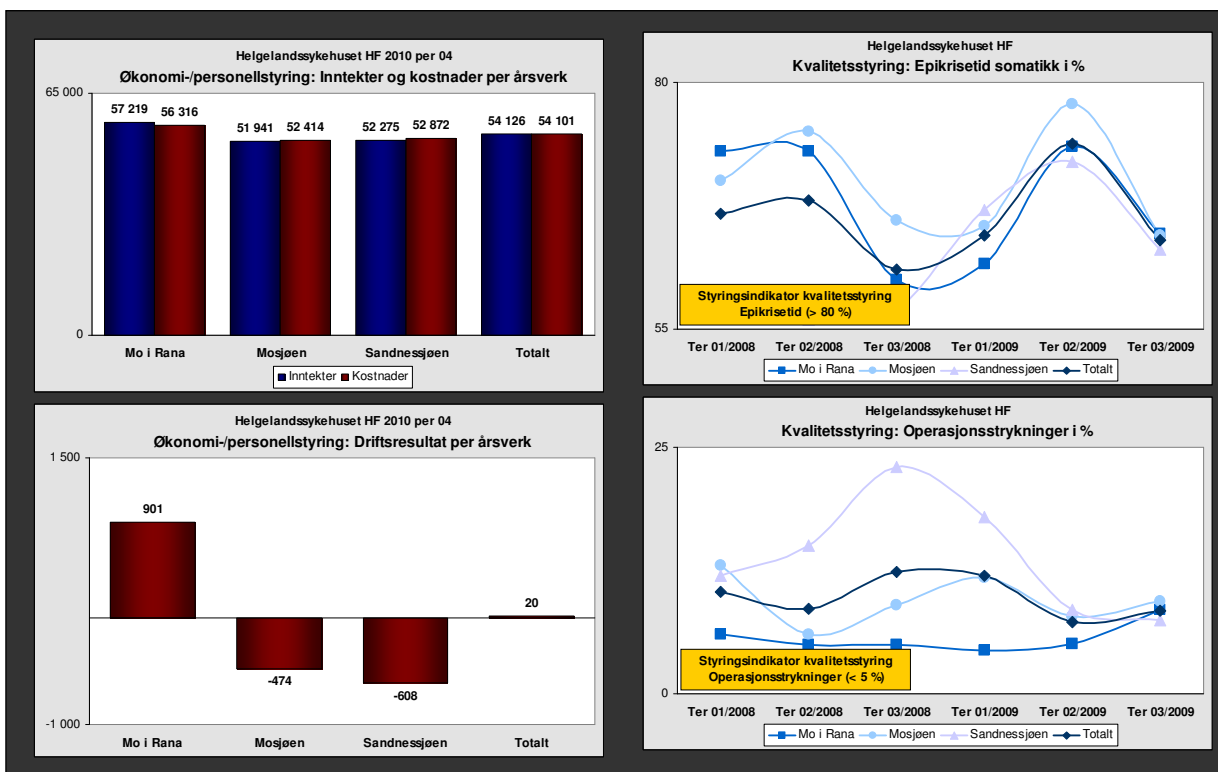 Helgelandssykehuset HF 2010 per 04
Økonomi-/personellstyring: Inntekter og kostnader per årsverk
65 000
57 219 56 316 51 941 52 414 52 275 52 872 54 126 54 101
0
Mo i Rana Mosjøen Sandnessjøen Totalt
Inntekter Kostnader
Helgelandssykehuset HF
Kvalitetsstyring: Epikrisetid somatikk i %
80
Styringsindikator kvalitetsstyring
Epikrisetid (> 80 %)
55
Ter 01/2008 Ter 02/2008 Ter 03/2008 Ter 01/2009 Ter 02/2009 Ter 03/2009
Mo i Rana Mosjøen Sandnessjøen Totalt
Helgelandssykehuset HF 2010 per 04
Økonomi-/personellstyring: Driftsresultat per årsverk
1 500
901
20
-474
-608
-1 000
Mo i Rana Mosjøen Sandnessjøen Totalt
Helgelandssykehuset HF
Kvalitetsstyring: Operasjonsstrykninger i %
25
Styringsindikator kvalitetsstyring
Operasjonsstrykninger (< 5 %)
0
Ter 01/2008 Ter 02/2008 Ter 03/2008 Ter 01/2009 Ter 02/2009 Ter 03/2009
Mo i Rana Mosjøen Sandnessjøen Totalt